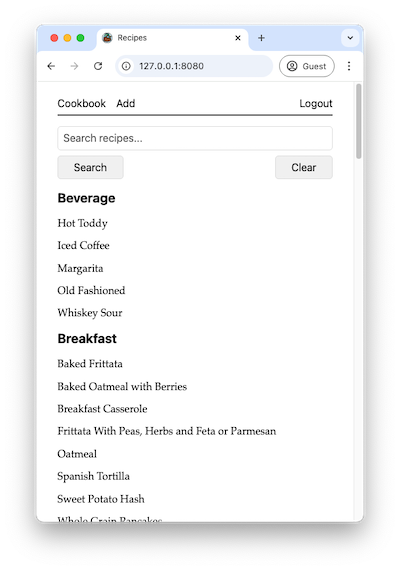 Recipes
127.0.0.1:8080
Guest
Cookbook Add Logout
Search recipes...
Search Clear
Beverage
Hot Toddy
Iced Coffee
Margarita
Old Fashioned
Whiskey Sour
Breakfast
Baked Frittata
Baked Oatmeal with Berries
Breakfast Casserole
Frittata With Peas, Herbs and Feta or Parmesan
Oatmeal
Spanish Tortilla
Sweet Potato Hash
Whole Grain Pancakes